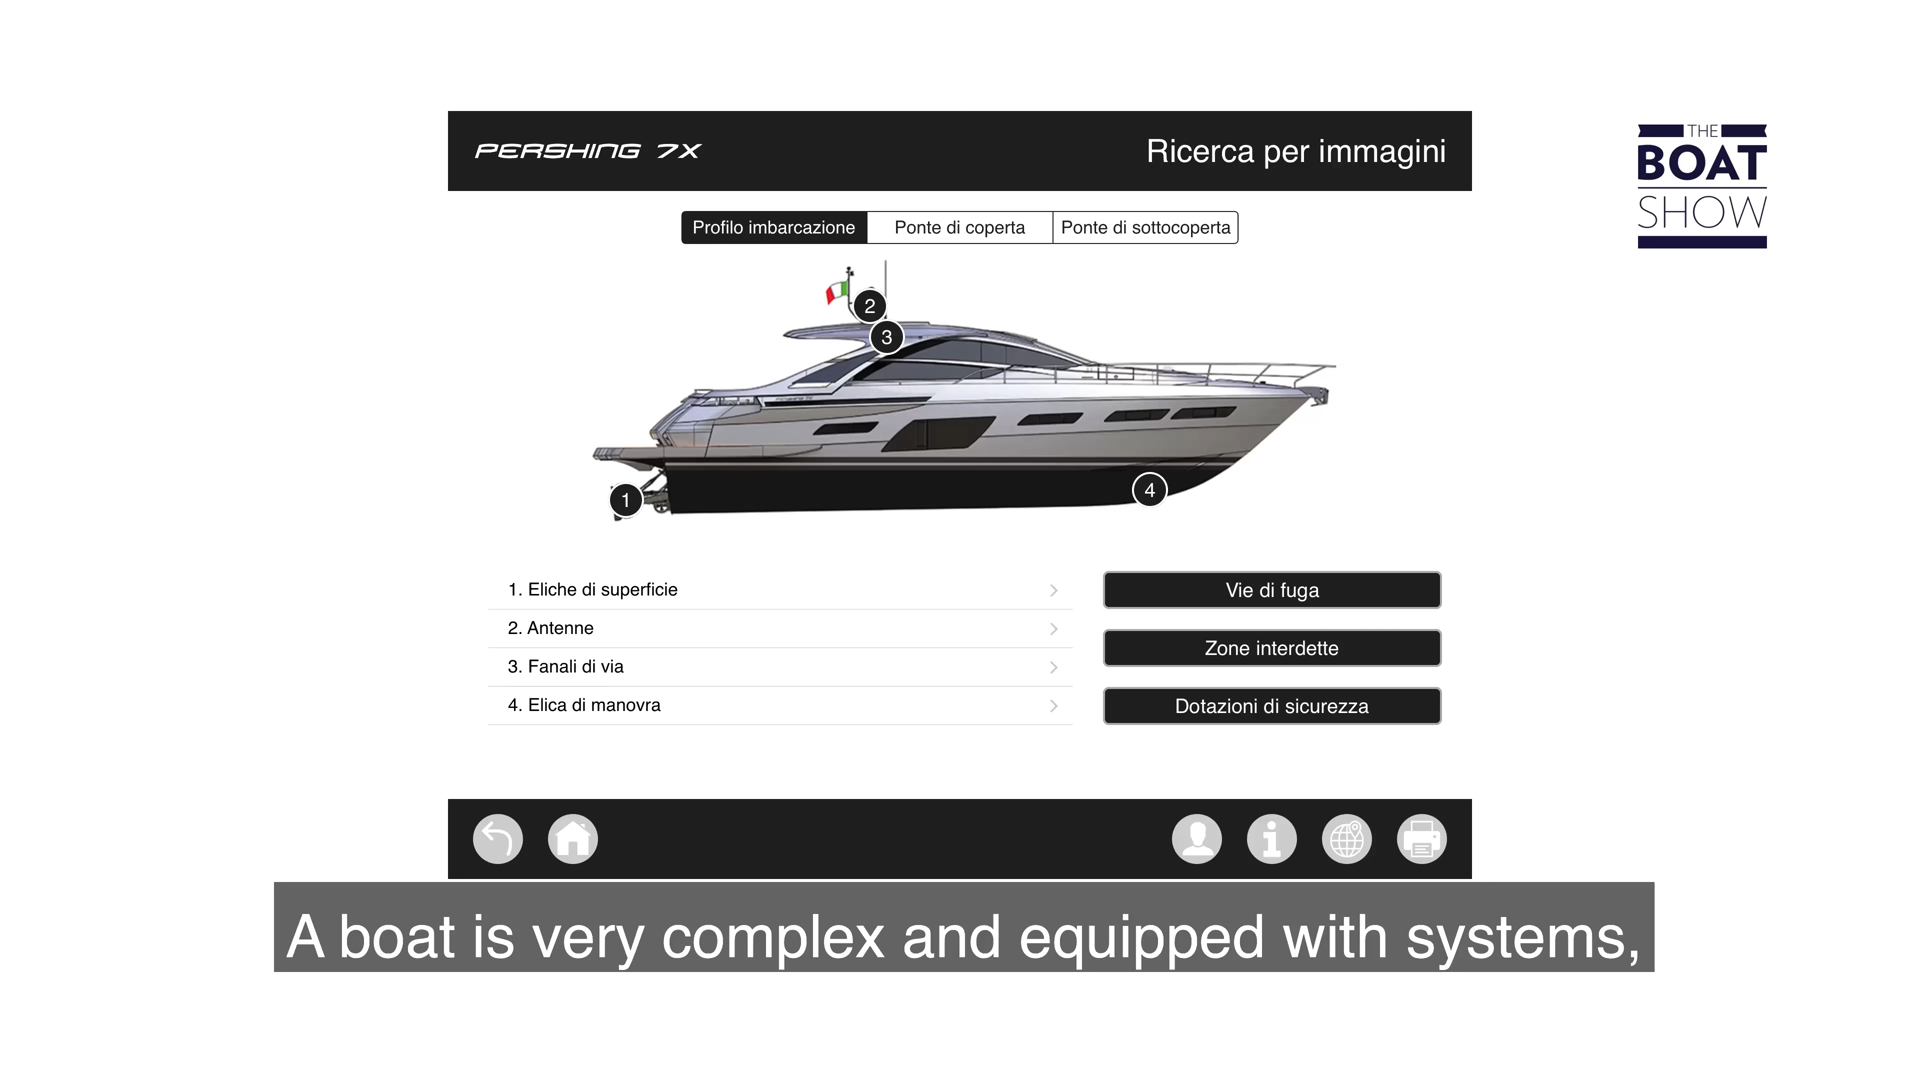 PERSHING 7X
Ricerca per immagini
THE
BOAT
SHOW
Profilo imbarcazione
Ponte di coperta
Ponte di sottocoperta
2
3
1
4
1. Eliche di superficie
2. Antenne
3. Fanali di via
4. Elica di manovra
Vie di fuga
Zone interdette
Dotazioni di sicurezza
A boat is very complex and equipped with systems,